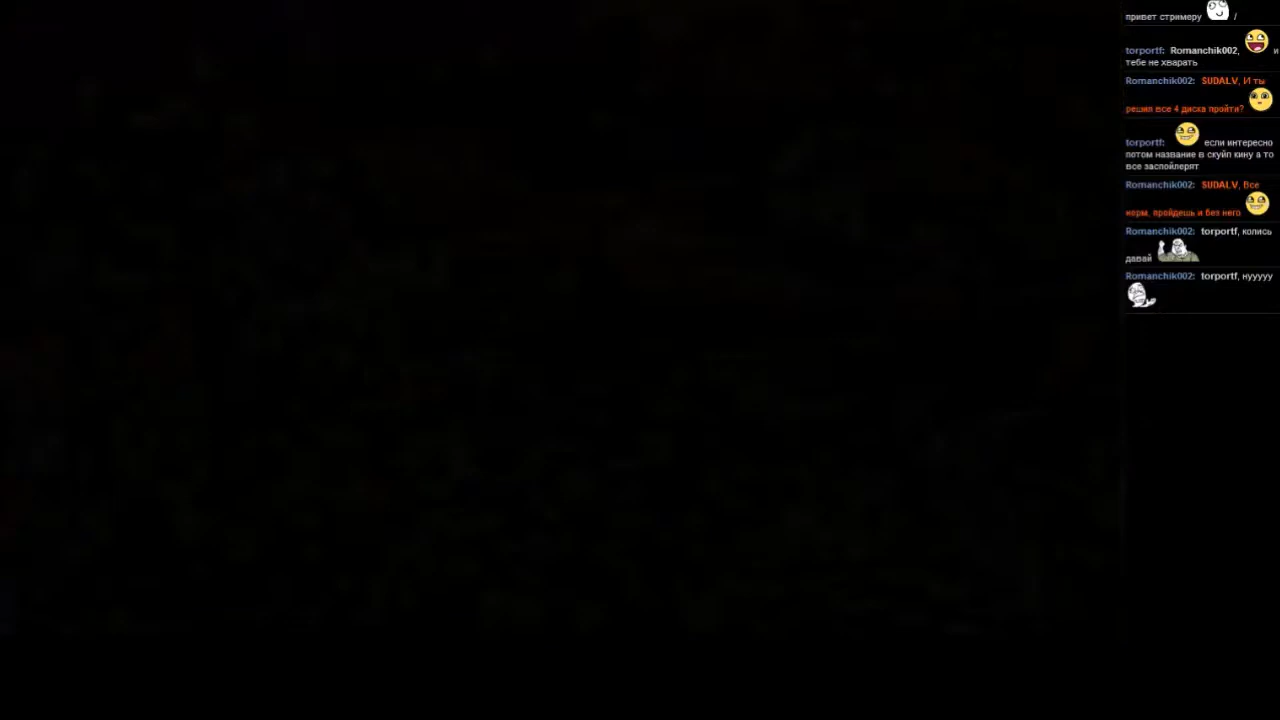 привет стримеру /
torportf: Romanchik002, и
тебе не хварать
Romanchik002: SUDALV, И ты
решил все 4 диска пройти?
torportf: если интересно
потом название в скуйп кину а то
все заспойлерят
Romanchik002: SUDALV, Все
норм, пройдешь и без него
Romanchik002: torportf, колись
давай
Romanchik002: torportf, нууууу